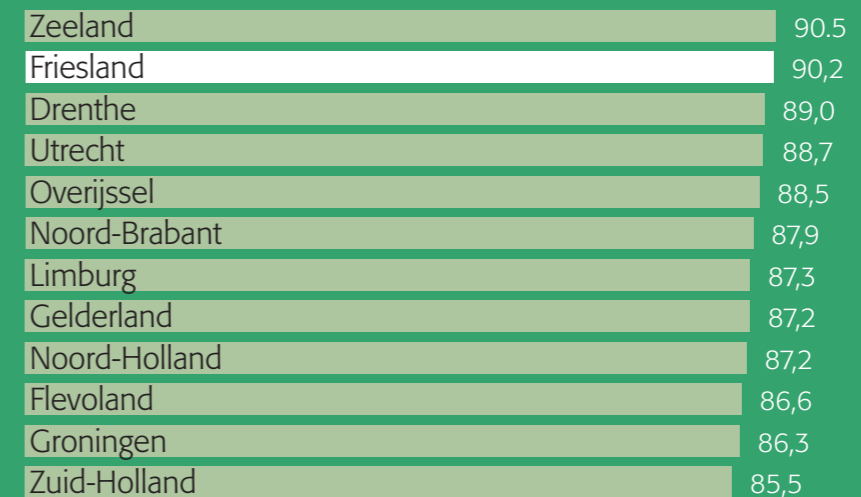 Zeeland 90.5
Friesland 90,2
Drenthe 89,0
Utrecht 88,7
Overijssel 88,5
Noord-Brabant 87,9
Limburg 87,3
Gelderland 87,2
Noord-Holland 87,2
Flevoland 86,6
Groningen 86,3
Zuid-Holland 85,5